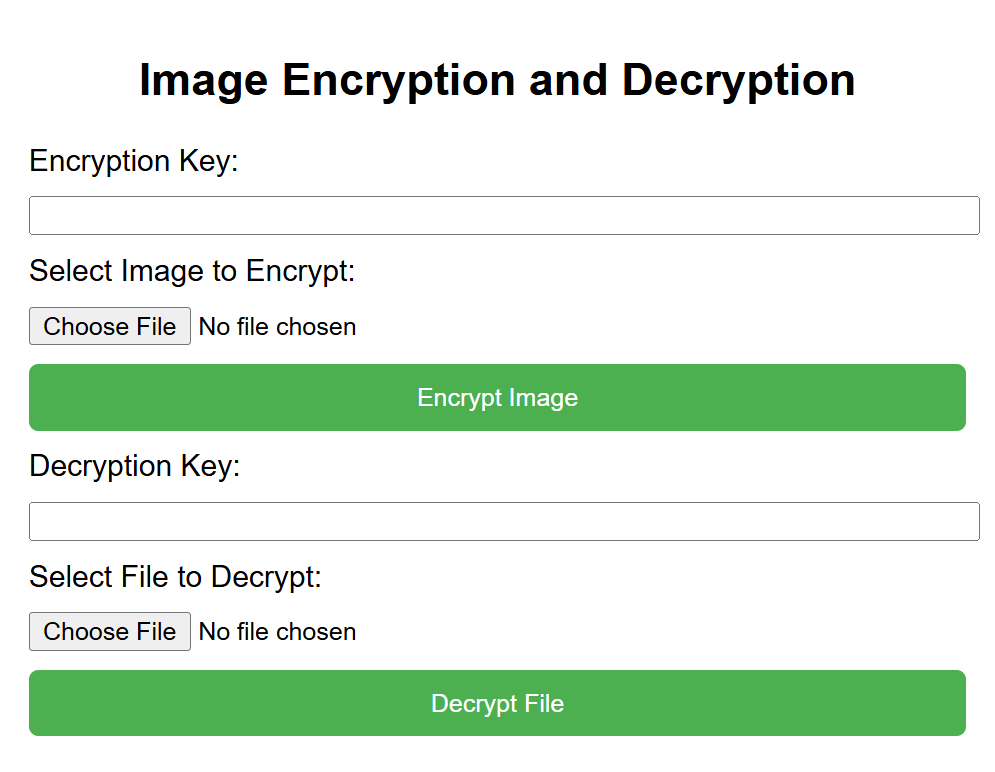 Image Encryption and Decryption
Encryption Key:
Select Image to Encrypt:
Choose File No file chosen
Encrypt Image
Decryption Key:
Select File to Decrypt:
Choose File No file chosen
Decrypt File